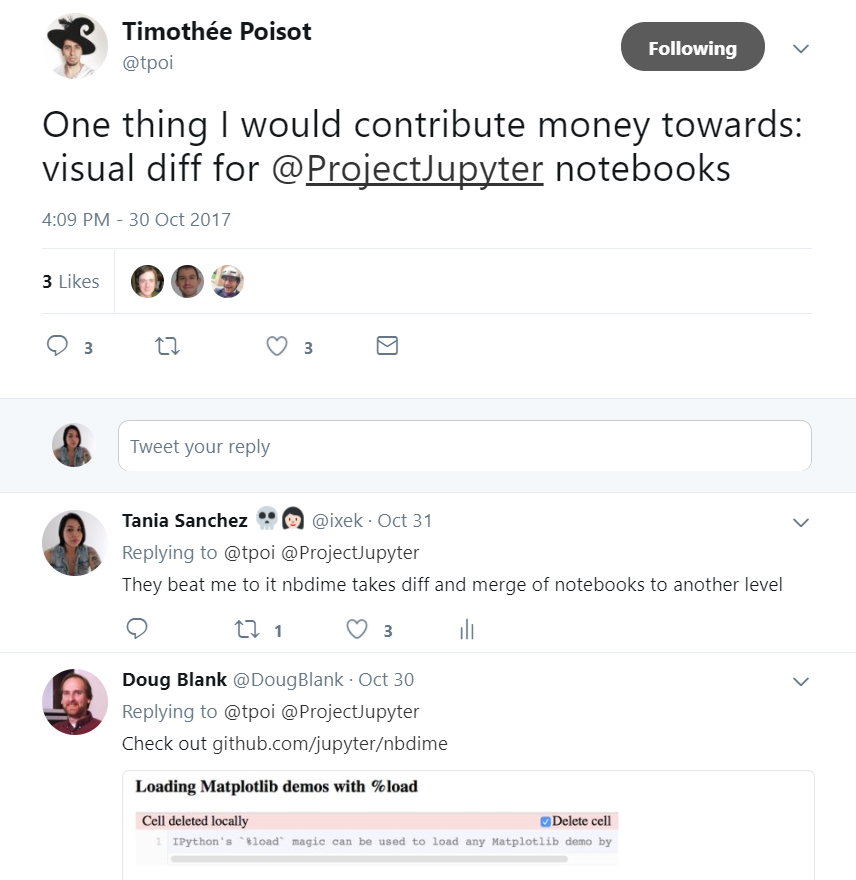 Timothée Poisot
@tpoi
Following
One thing I would contribute money towards:
visual diff for @ProjectJupyter notebooks
4:09 PM - 30 Oct 2017
3 Likes
3
3
Tweet your reply
Tania Sanchez 💀👩🏻 @ixek · Oct 31
Replying to @tpoi @ProjectJupyter
They beat me to it nbdime takes diff and merge of notebooks to another level
1
3
Doug Blank @DougBlank · Oct 30
Replying to @tpoi @ProjectJupyter
Check out github.com/jupyter/nbdime
Loading Matplotlib demos with %load
Cell deleted locally
Delete cell
1 IPython's `%load` magic can be used to load any Matplotlib demo by